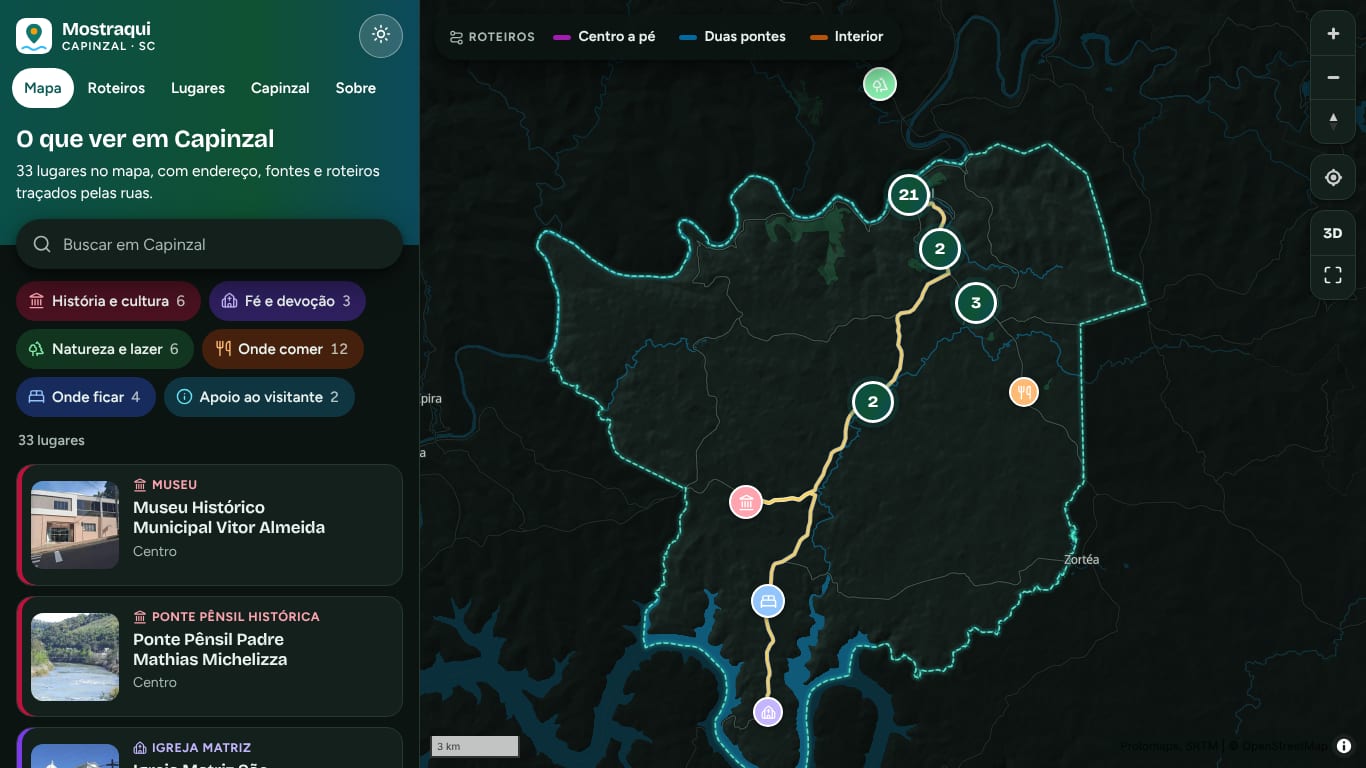 Mostraqui
CAPINZAL · SC
Mapa
Roteiros
Lugares
Capinzal
Sobre
O que ver em Capinzal
33 lugares no mapa, com endereço, fontes e roteiros
traçados pelas ruas.
Buscar em Capinzal
História e cultura 6
Fé e devoção 3
Natureza e lazer 6
Onde comer 12
Onde ficar 4
Apoio ao visitante 2
33 lugares
MUSEU
Museu Histórico
Municipal Vitor Almeida
Centro
PONTE PÊNSIL HISTÓRICA
Ponte Pênsil Padre
Mathias Michelizza
Centro
IGREJA MATRIZ
ROTEIROS
Centro a pé
Duas pontes
Interior
21
2
3
2
pira
a
Zortéa
3D
3 km
Protomaps, SRTM | © OpenStreetMap